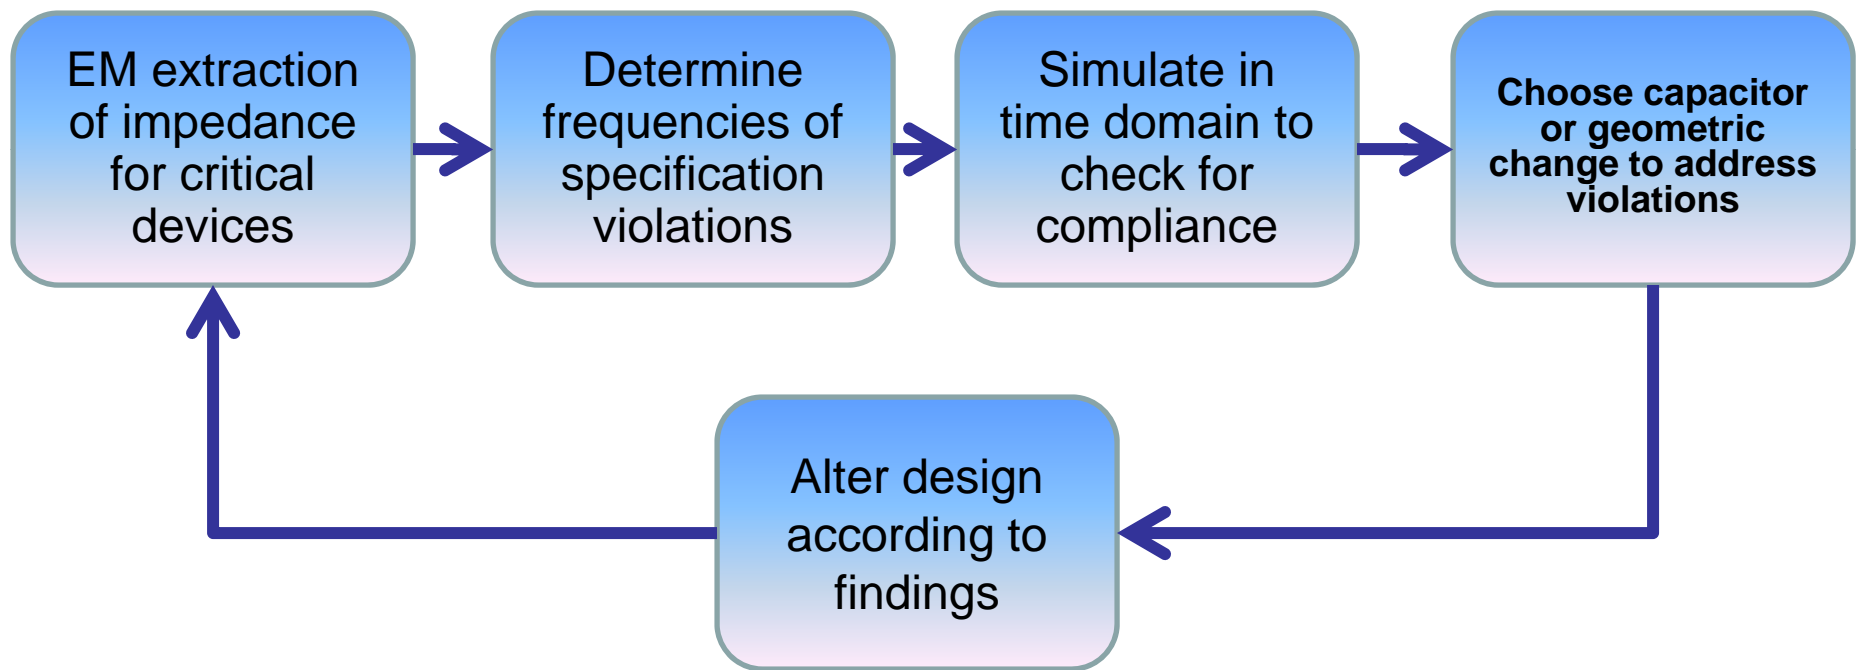 EM extraction
of impedance
for critical
devices
Determine
frequencies of
specification
violations
Simulate in
time domain to
check for
compliance
Choose capacitor
or geometric
change to address
violations
Alter design
according to
findings